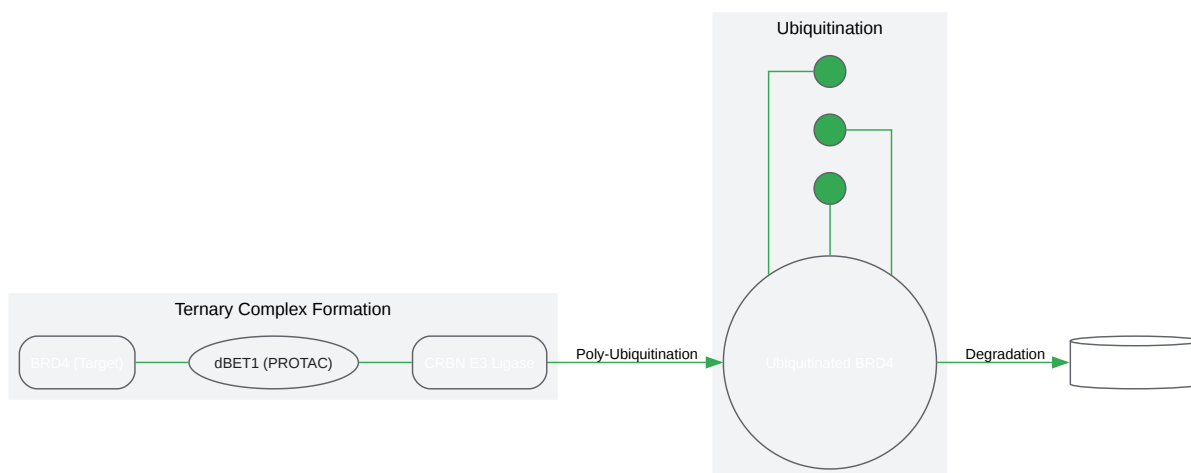 Ubiquitination
Ternary Complex Formation
BRD4 (Target)
dBET1 (PROTAC)
CRBN E3 Ligase
Poly-Ubiquitination
Ubiquitinated BRD4
Degradation